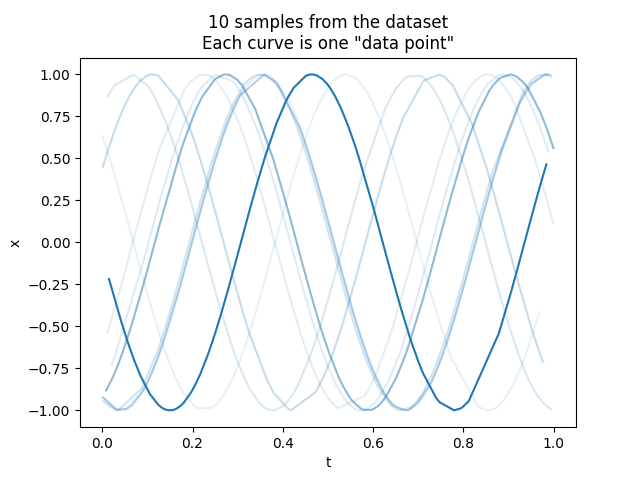 10 samples from the dataset
Each curve is one "data point"
1.00
0.75
0.50
0.25
0.00
−0.25
−0.50
−0.75
−1.00
x
0.0 0.2 0.4 0.6 0.8 1.0
t